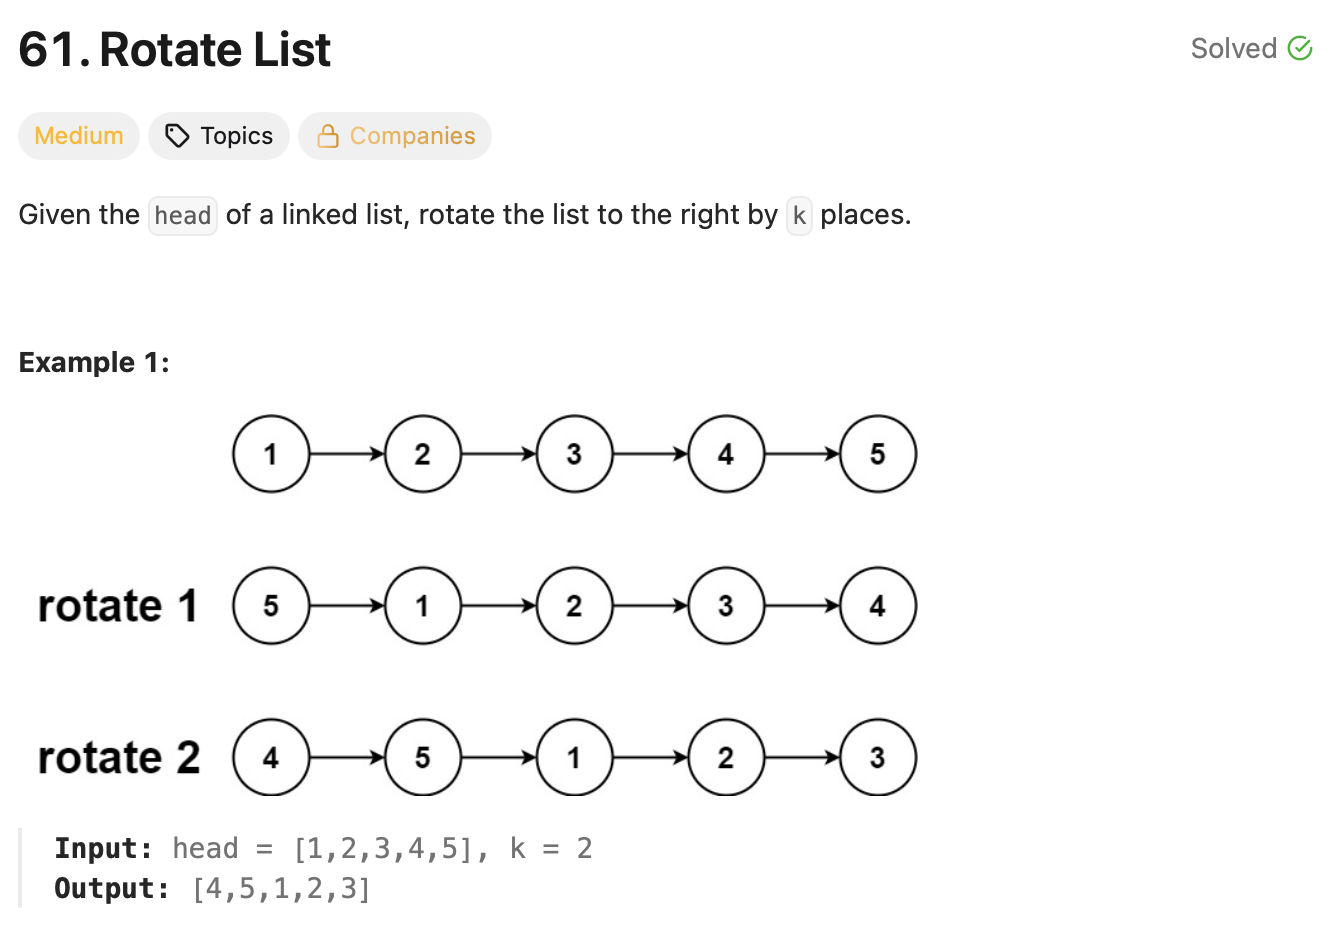 61. Rotate List
Solved
Medium Topics Companies
Given the head of a linked list, rotate the list to the right by k places.
Example 1:
1 2 3 4 5
rotate 1 5 1 2 3 4
rotate 2 4 5 1 2 3
Input: head = [1,2,3,4,5], k = 2
Output: [4,5,1,2,3]